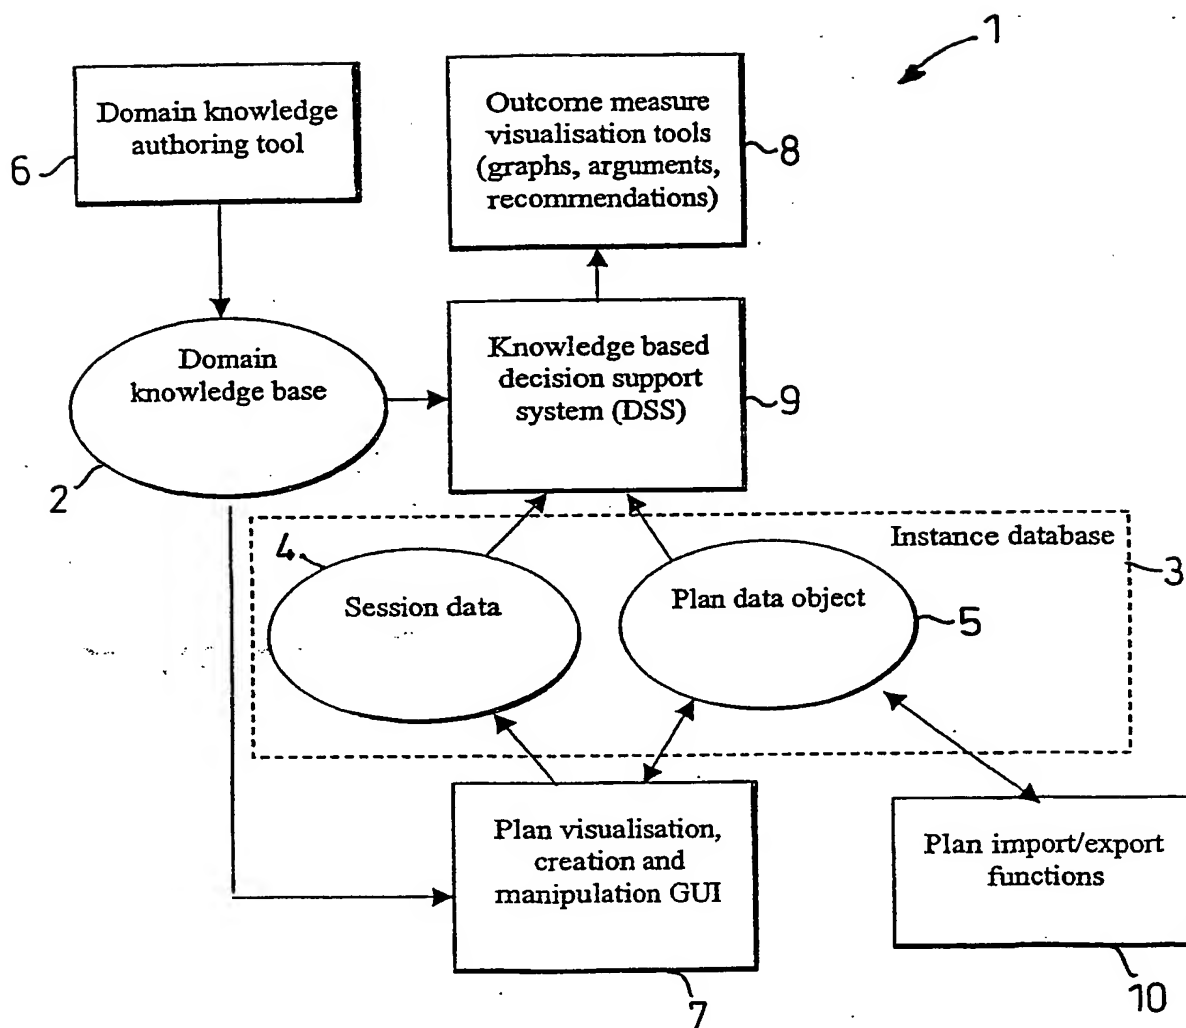 1
Domain knowledge
authoring tool
6
Outcome measure
visualisation tools
(graphs, arguments,
recommendations)
8
Domain
knowledge base
2
Knowledge based
decision support
system (DSS)
9
Instance database
3
4
Session data
Plan data object
5
Plan visualisation,
creation and
manipulation GUI
7
Plan import/export
functions
10